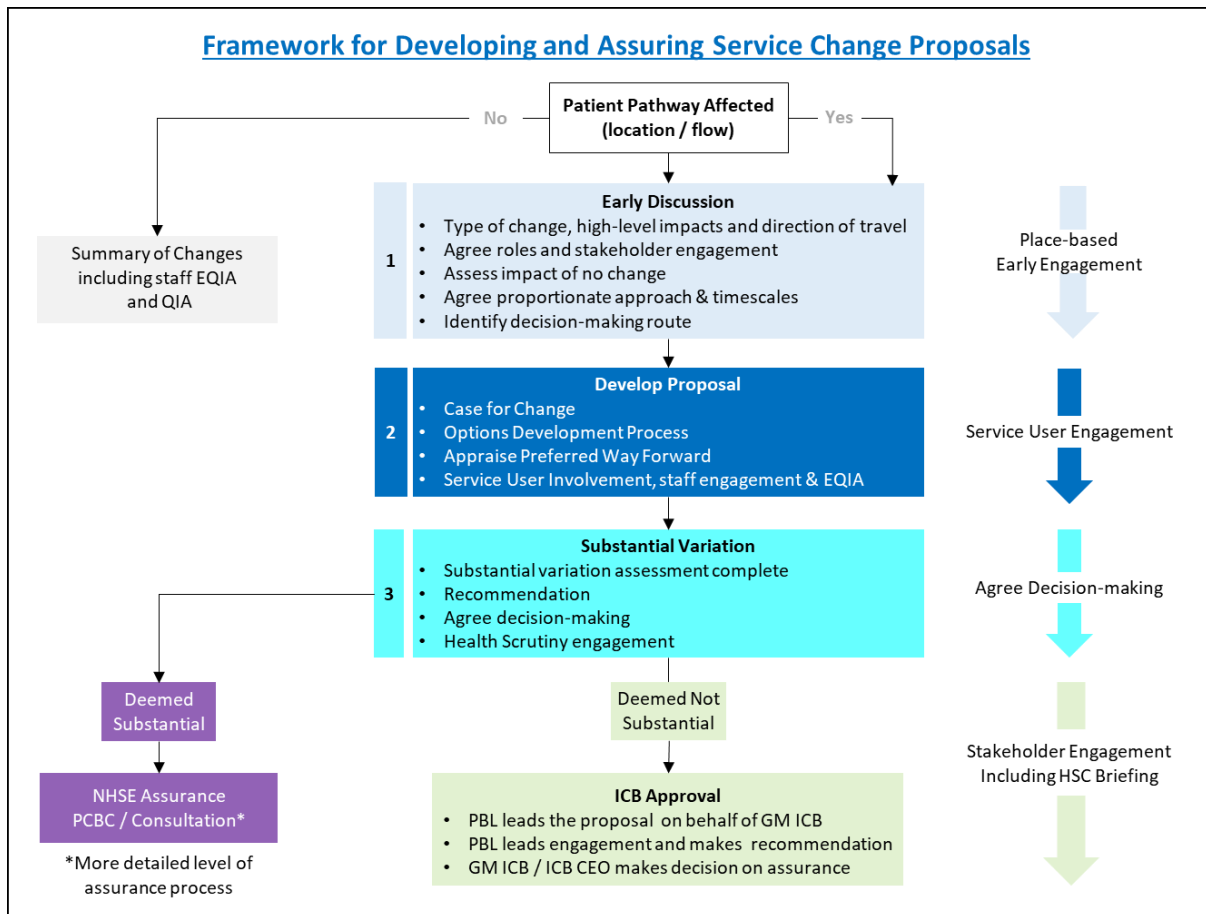 Framework for Developing and Assuring Service Change Proposals
No
Patient Pathway Affected
(location / flow)
Yes
1
Early Discussion
• Type of change, high-level impacts and direction of travel
• Agree roles and stakeholder engagement
• Assess impact of no change
• Agree proportionate approach & timescales
• Identify decision-making route
Summary of Changes
including staff EQIA
and QIA
Place-based
Early Engagement
2
Develop Proposal
• Case for Change
• Options Development Process
• Appraise Preferred Way Forward
• Service User Involvement, staff engagement & EQIA
Service User Engagement
3
Substantial Variation
• Substantial variation assessment complete
• Recommendation
• Agree decision-making
• Health Scrutiny engagement
Agree Decision-making
Deemed
Substantial
Deemed Not
Substantial
Stakeholder Engagement
Including HSC Briefing
NHSE Assurance
PCBC / Consultation*
*More detailed level of
assurance process
ICB Approval
• PBL leads the proposal on behalf of GM ICB
• PBL leads engagement and makes recommendation
• GM ICB / ICB CEO makes decision on assurance